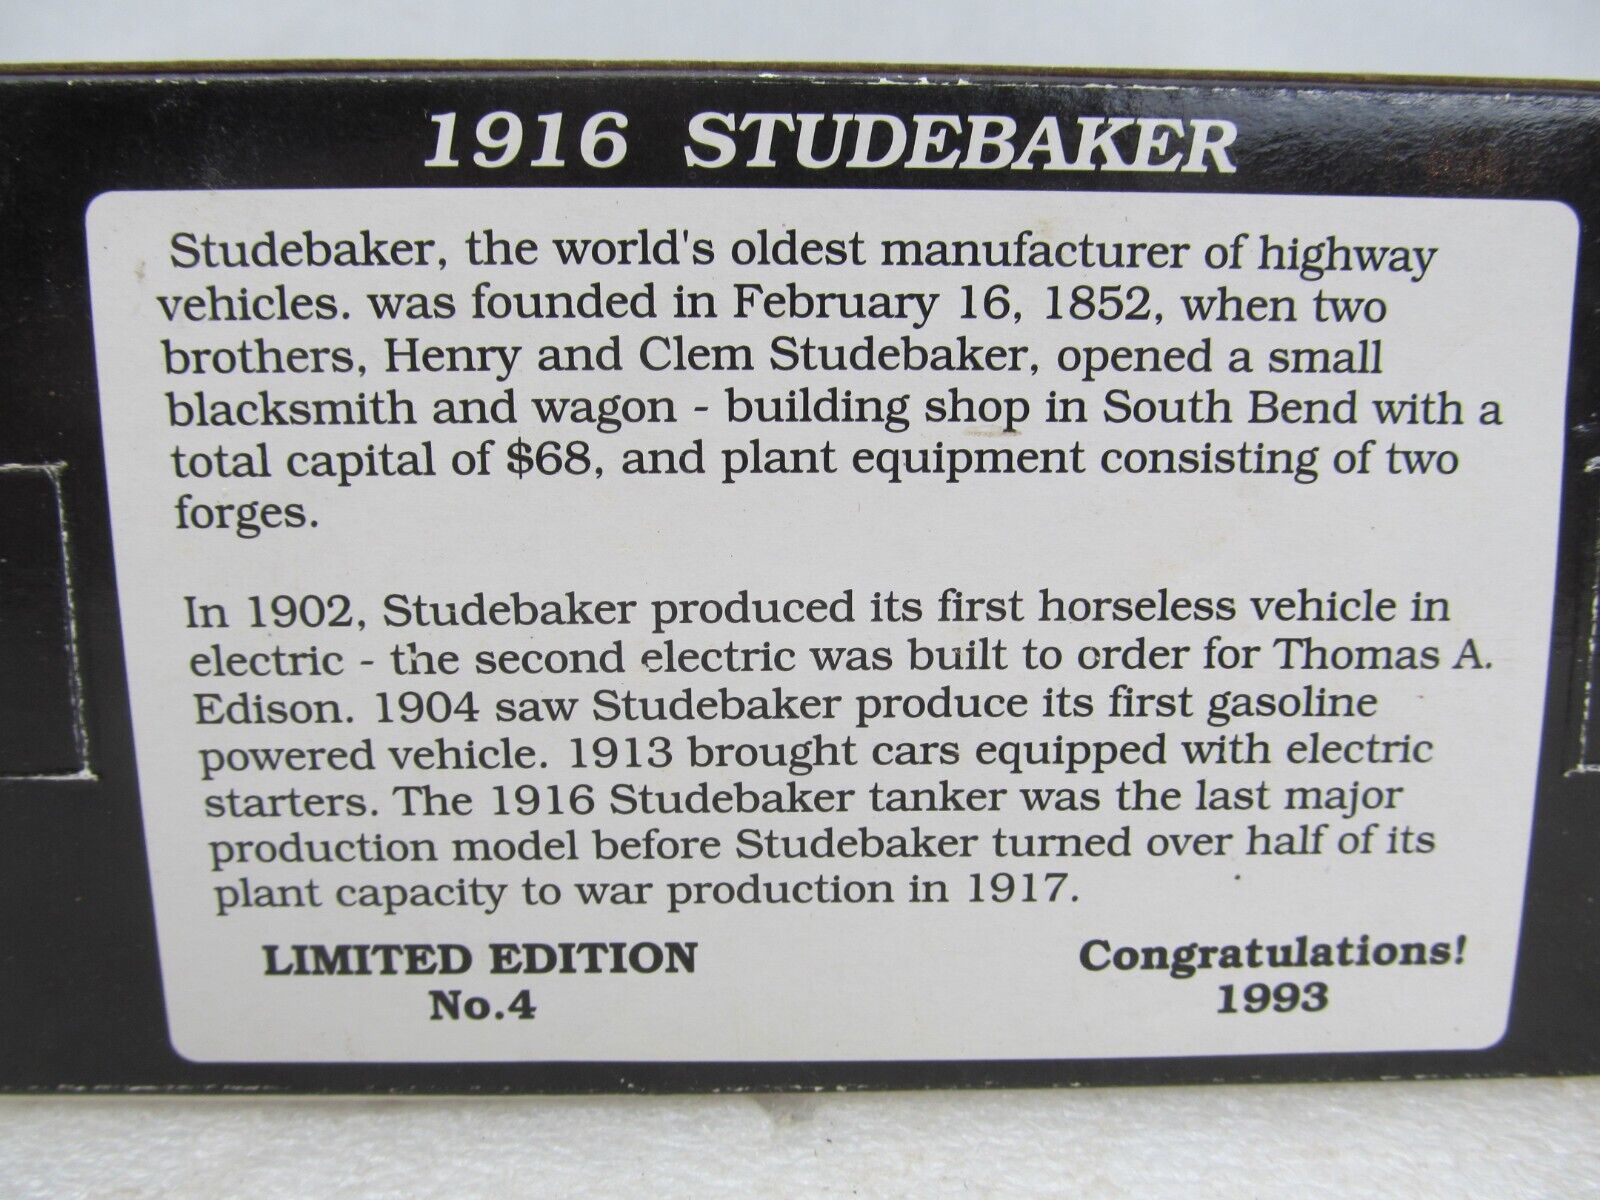 1916 STUDEBAKER
Studebaker, the world's oldest manufacturer of highway
vehicles. was founded in February 16, 1852, when two
brothers, Henry and Clem Studebaker, opened a small
blacksmith and wagon - building shop in South Bend with a
total capital of $68, and plant equipment consisting of two
forges.
In 1902, Studebaker produced its first horseless vehicle in
electric - the second electric was built to order for Thomas A.
Edison. 1904 saw Studebaker produce its first gasoline
powered vehicle. 1913 brought cars equipped with electric
starters. The 1916 Studebaker tanker was the last major
production model before Studebaker turned over half of its
plant capacity to war production in 1917.
LIMITED EDITION
No.4
Congratulations!
1993